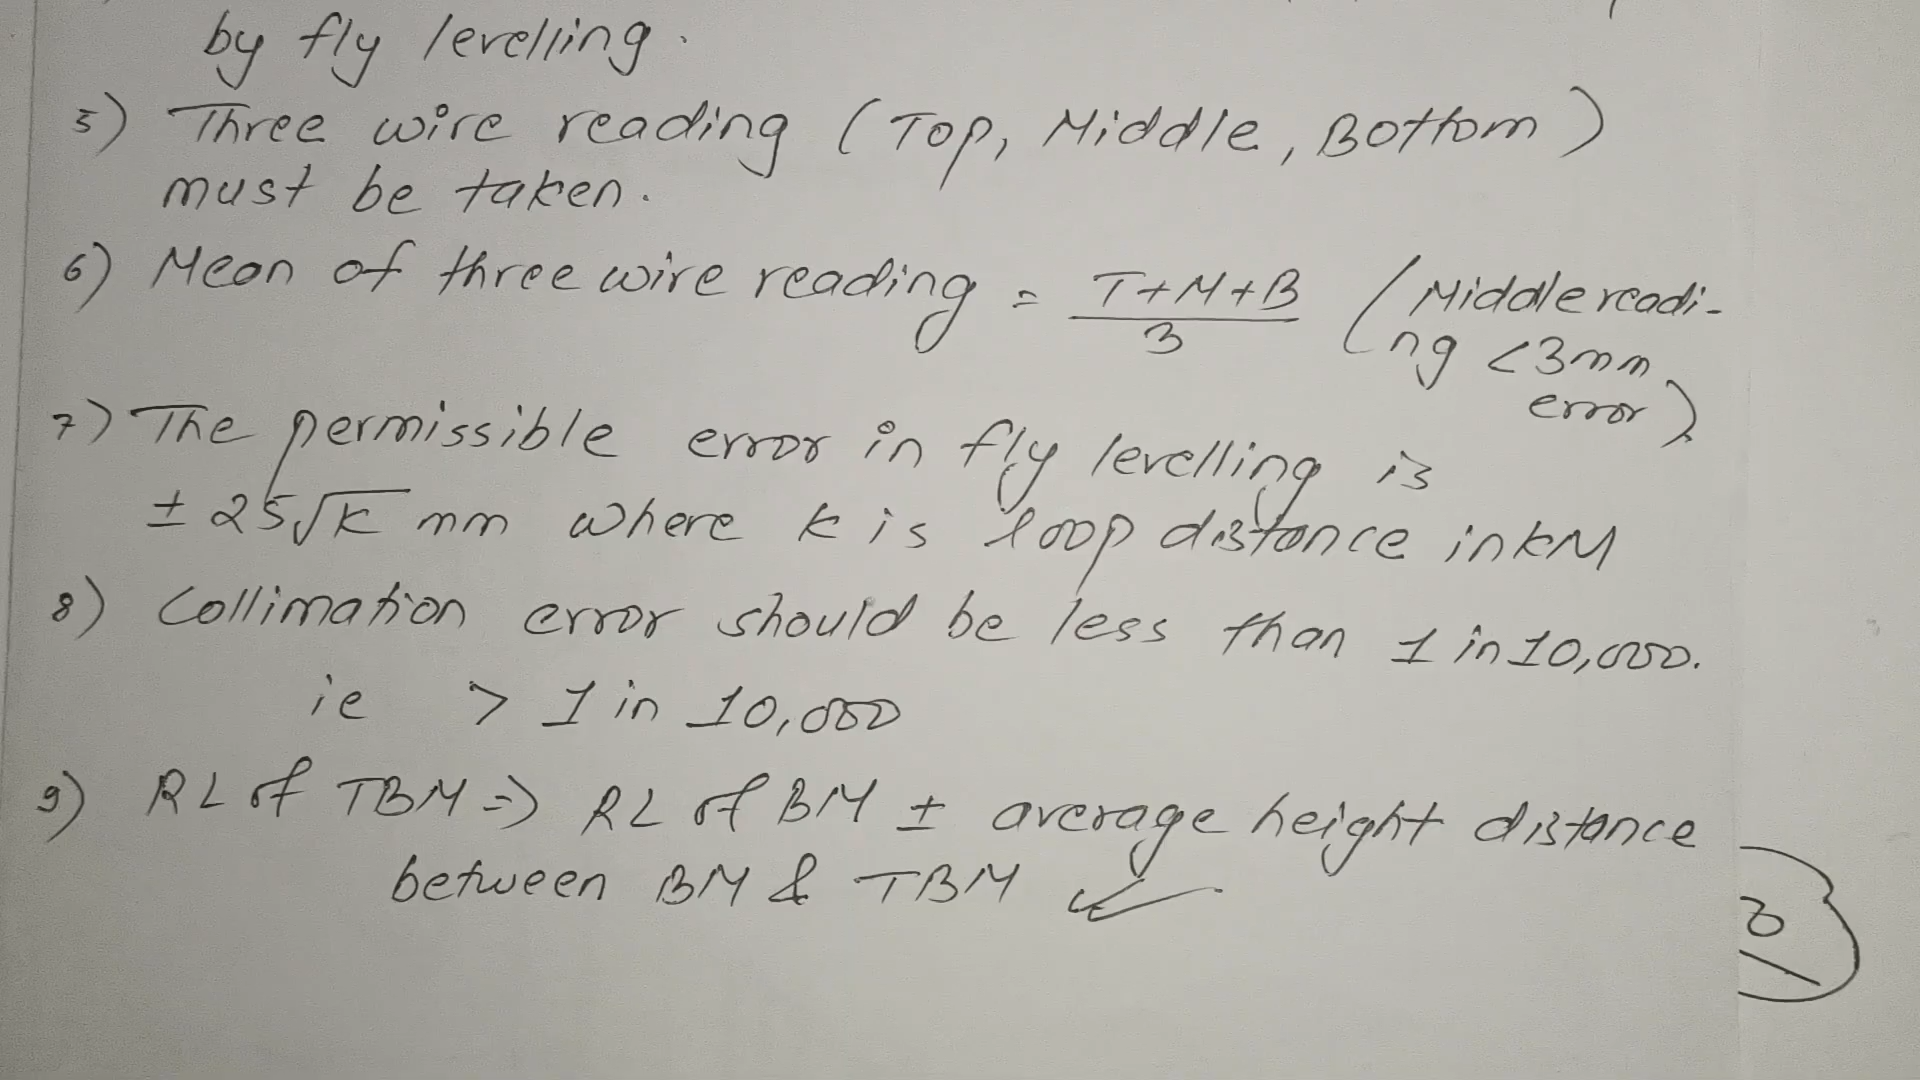 by fly levelling.
5) Three wire reading (Top, Middle, Bottom)
must be taken.
6) Mean of three wire reading = T+M+B / 3 (Middle readi-
ng <3mm
error)
7) The permissible error in fly levelling is
± 25√K mm where k is loop distance in KM
8) Collimation error should be less than 1 in 10,000.
ie > 1 in 10,000
9) RL of TBM => RL of BM ± average height distance
between BM & TBM